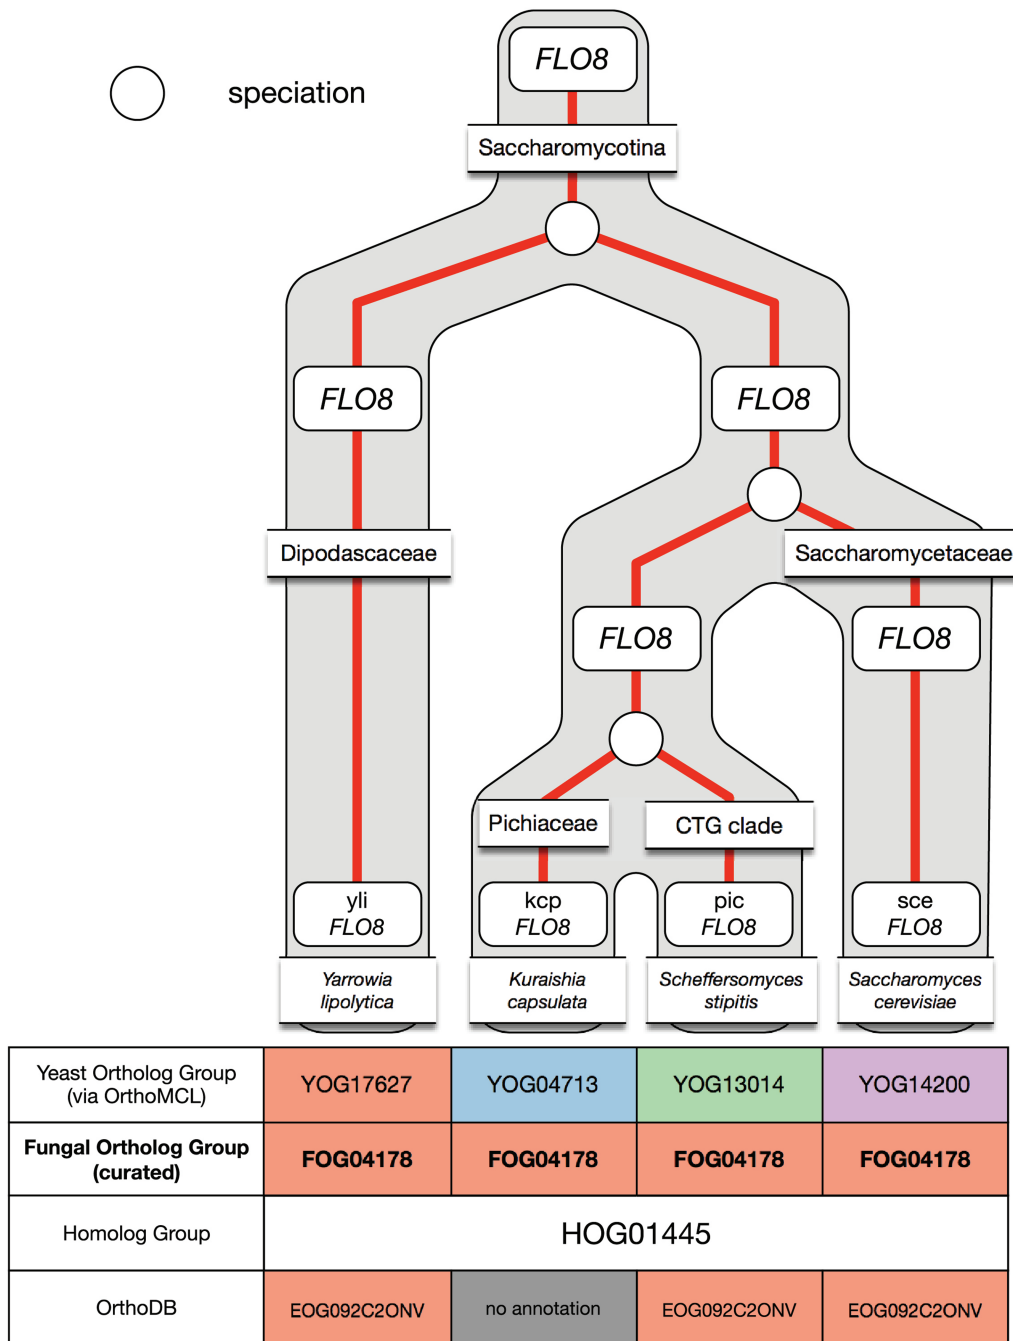 FLO8
speciation
Saccharomycotina
FLO8
FLO8
Dipodascaceae
Saccharomycetaceae
FLO8
FLO8
Pichiaceae
CTG clade
yli
FLO8
kcp
FLO8
pic
FLO8
sce
FLO8
Yarrowia
lipolytica
Kuraishia
capsulata
Scheffersomyces
stipitis
Saccharomyces
cerevisiae
Yeast Ortholog Group
(via OrthoMCL)
YOG17627
YOG04713
YOG13014
YOG14200
Fungal Ortholog Group
(curated)
FOG04178
FOG04178
FOG04178
FOG04178
Homolog Group
HOG01445
OrthoDB
EOG092C2ONV
no annotation
EOG092C2ONV
EOG092C2ONV